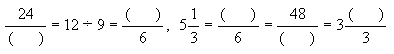 24/(  ) = 12 ÷ 9 = (  )/6 , 5 1/3 = (  )/6 = 48/(  ) = 3 (  )/3